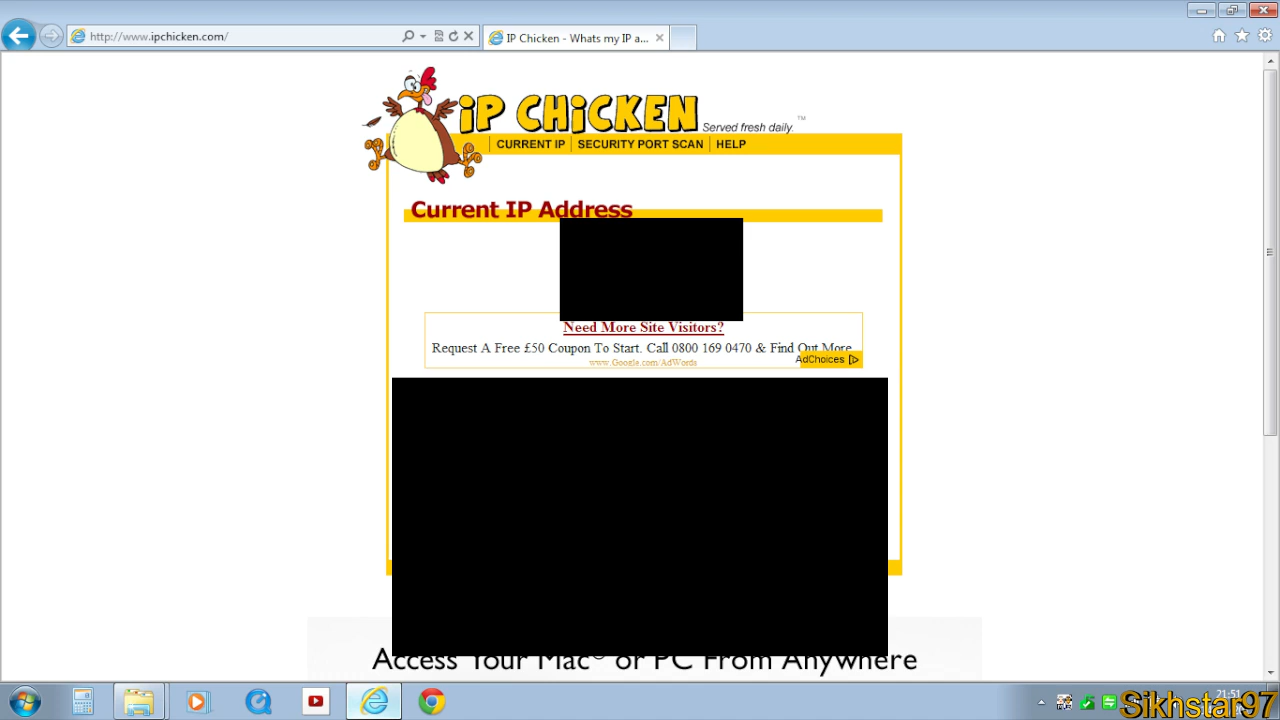 http://www.ipchicken.com/
IP Chicken - Whats my IP a...
iP CHiCKEN
Served fresh daily. ™
CURRENT IP
SECURITY PORT SCAN
HELP
Current IP Address
Need More Site Visitors?
Request A Free £50 Coupon To Start. Call 0800 169 0470 & Find Out More
AdChoices
www.Google.com/AdWords
Access Your Mac® or PC From Anywhere
21:51
Sikhstar97